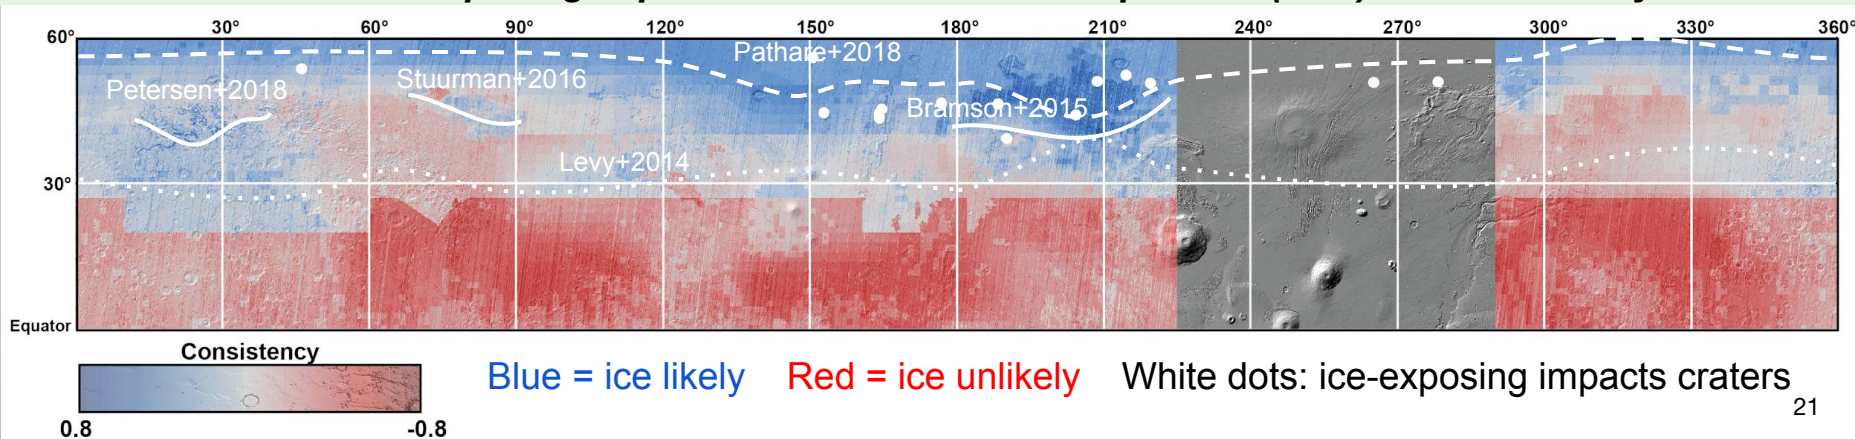 30° 60° 90° 120° 150° 180° 210° 240° 270° 300° 330° 360°
60°
Pathare+2018
Petersen+2018
Stuurman+2016
Bramson+2015
Levy+2014
30°
Equator
Consistency
0.8 -0.8
Blue = ice likely Red = ice unlikely White dots: ice-exposing impacts craters
21